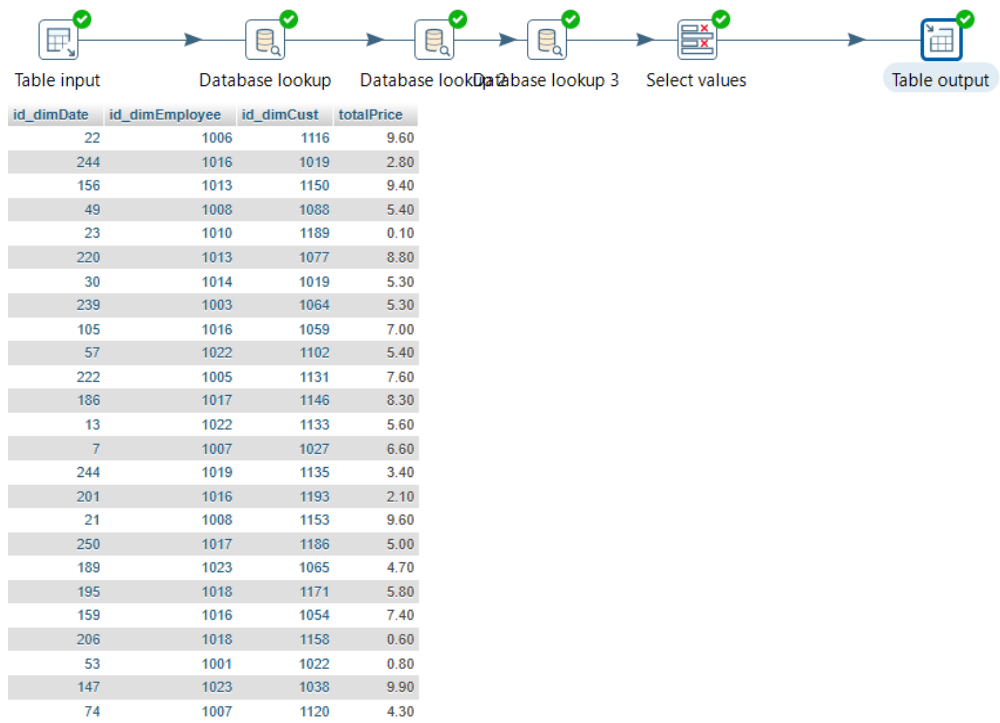 Table input Database lookup Database lookup 2 Database lookup 3 Select values Table output
id_dimDate id_dimEmployee id_dimCust totalPrice
22 1006 1116 9.60
244 1016 1019 2.80
156 1013 1150 9.40
49 1008 1088 5.40
23 1010 1189 0.10
220 1013 1077 8.80
30 1014 1019 5.30
239 1003 1064 5.30
105 1016 1059 7.00
57 1022 1102 5.40
222 1005 1131 7.60
186 1017 1146 8.30
13 1022 1133 5.60
7 1007 1027 6.60
244 1019 1135 3.40
201 1016 1193 2.10
21 1008 1153 9.60
250 1017 1186 5.00
189 1023 1065 4.70
195 1018 1171 5.80
159 1016 1054 7.40
206 1018 1158 0.60
53 1001 1022 0.80
147 1023 1038 9.90
74 1007 1120 4.30